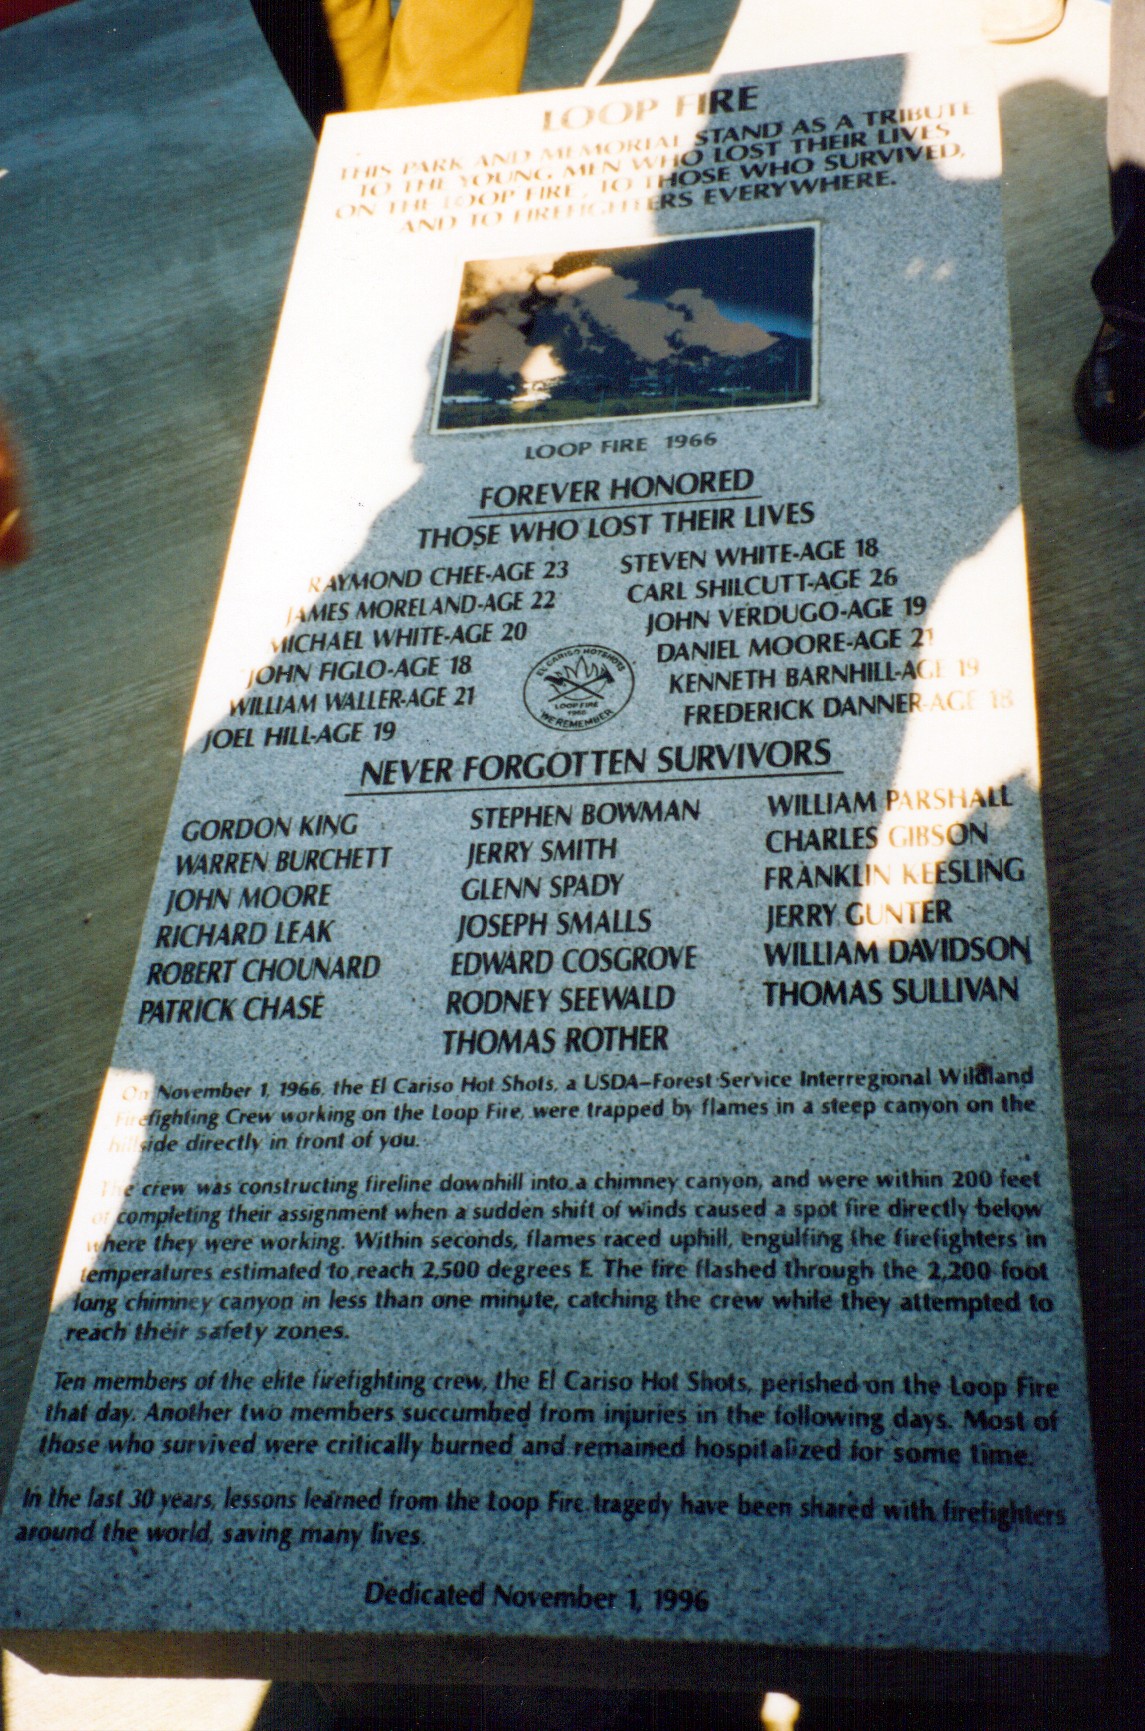 LOOP FIRE
THIS PARK AND MEMORIAL STAND AS A TRIBUTE
TO THE YOUNG MEN WHO LOST THEIR LIVES
ON THE LOOP FIRE, TO THOSE WHO SURVIVED,
AND TO FIREFIGHTERS EVERYWHERE.
LOOP FIRE 1966
FOREVER HONORED
THOSE WHO LOST THEIR LIVES
RAYMOND CHEE-AGE 23
JAMES MORELAND-AGE 22
MICHAEL WHITE-AGE 20
JOHN FIGLO-AGE 18
WILLIAM WALLER-AGE 21
JOEL HILL-AGE 19
STEVEN WHITE-AGE 18
CARL SHILCUTT-AGE 26
JOHN VERDUGO-AGE 19
DANIEL MOORE-AGE 21
KENNETH BARNHILL-AGE 19
FREDERICK DANNER-AGE 18
EL CARISO HOTSHOTS
LOOP FIRE
1966
WE REMEMBER
NEVER FORGOTTEN SURVIVORS
GORDON KING
WARREN BURCHETT
JOHN MOORE
RICHARD LEAK
ROBERT CHOUNARD
PATRICK CHASE
STEPHEN BOWMAN
JERRY SMITH
GLENN SPADY
JOSEPH SMALLS
EDWARD COSGROVE
RODNEY SEEWALD
THOMAS ROTHER
WILLIAM PARSHALL
CHARLES GIBSON
FRANKLIN KEESLING
JERRY GUNTER
WILLIAM DAVIDSON
THOMAS SULLIVAN
On November 1, 1966, the El Cariso Hot Shots, a USDA-Forest Service Interregional Wildland
Firefighting Crew working on the Loop Fire, were trapped by flames in a steep canyon on the
hillside directly in front of you.
The crew was constructing fireline downhill into a chimney canyon, and were within 200 feet
of completing their assignment when a sudden shift of winds caused a spot fire directly below
where they were working. Within seconds, flames raced uphill, engulfing the firefighters in
temperatures estimated to reach 2,500 degrees F. The fire flashed through the 2,200 foot
long chimney canyon in less than one minute, catching the crew while they attempted to
reach their safety zones.
Ten members of the elite firefighting crew, the El Cariso Hot Shots, perished on the Loop Fire
that day. Another two members succumbed from injuries in the following days. Most of
those who survived were critically burned and remained hospitalized for some time.
In the last 30 years, lessons learned from the Loop Fire tragedy have been shared with firefighters
around the world, saving many lives.
Dedicated November 1, 1996